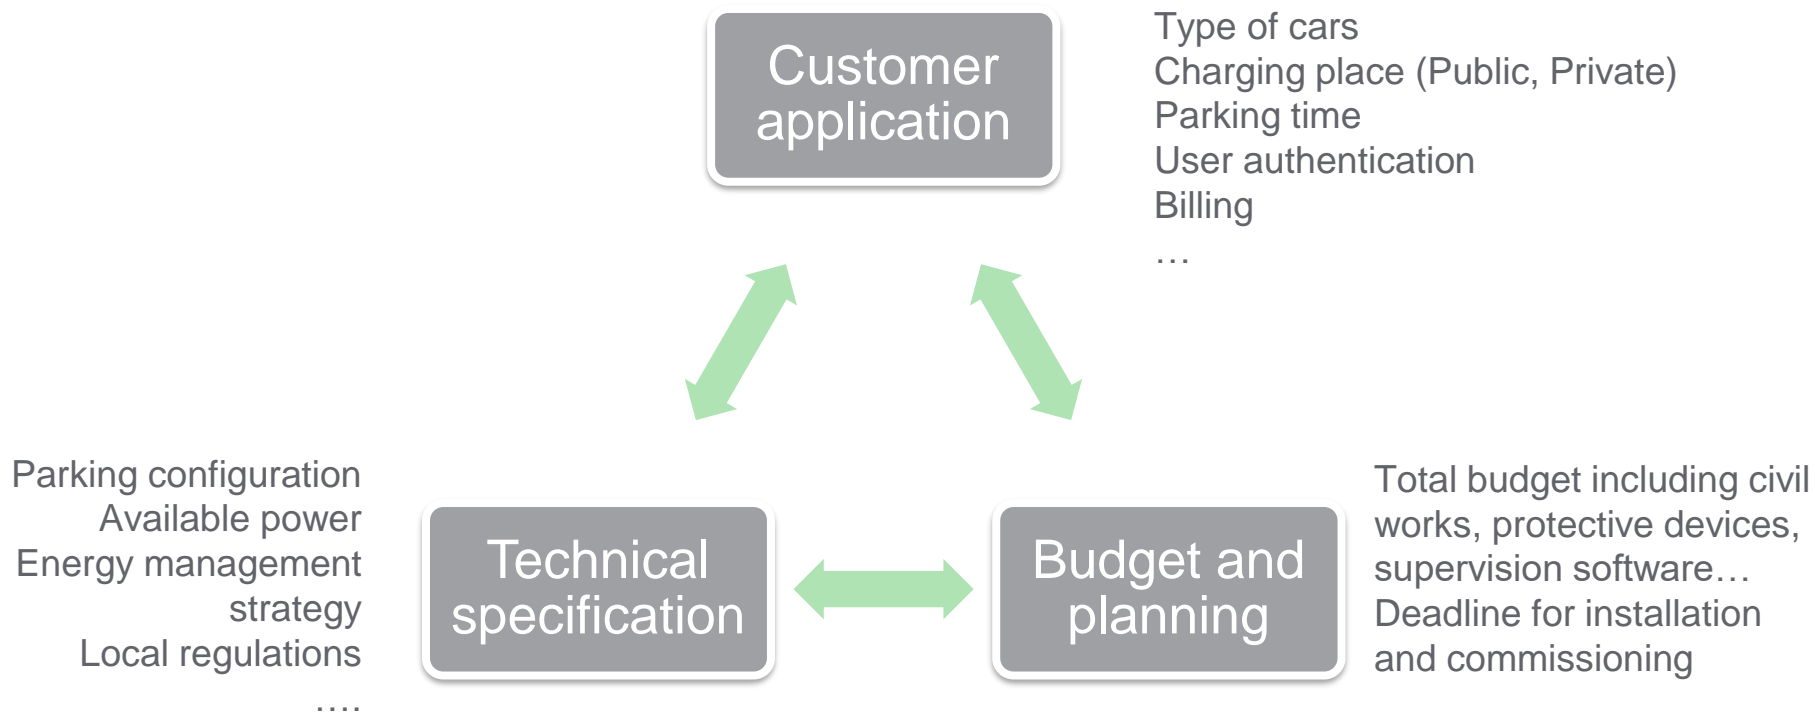 Customer
application
Type of cars
Charging place (Public, Private)
Parking time
User authentication
Billing
…
Parking configuration
Available power
Energy management
strategy
Local regulations
….
Technical
specification
Budget and
planning
Total budget including civil
works, protective devices,
supervision software…
Deadline for installation
and commissioning